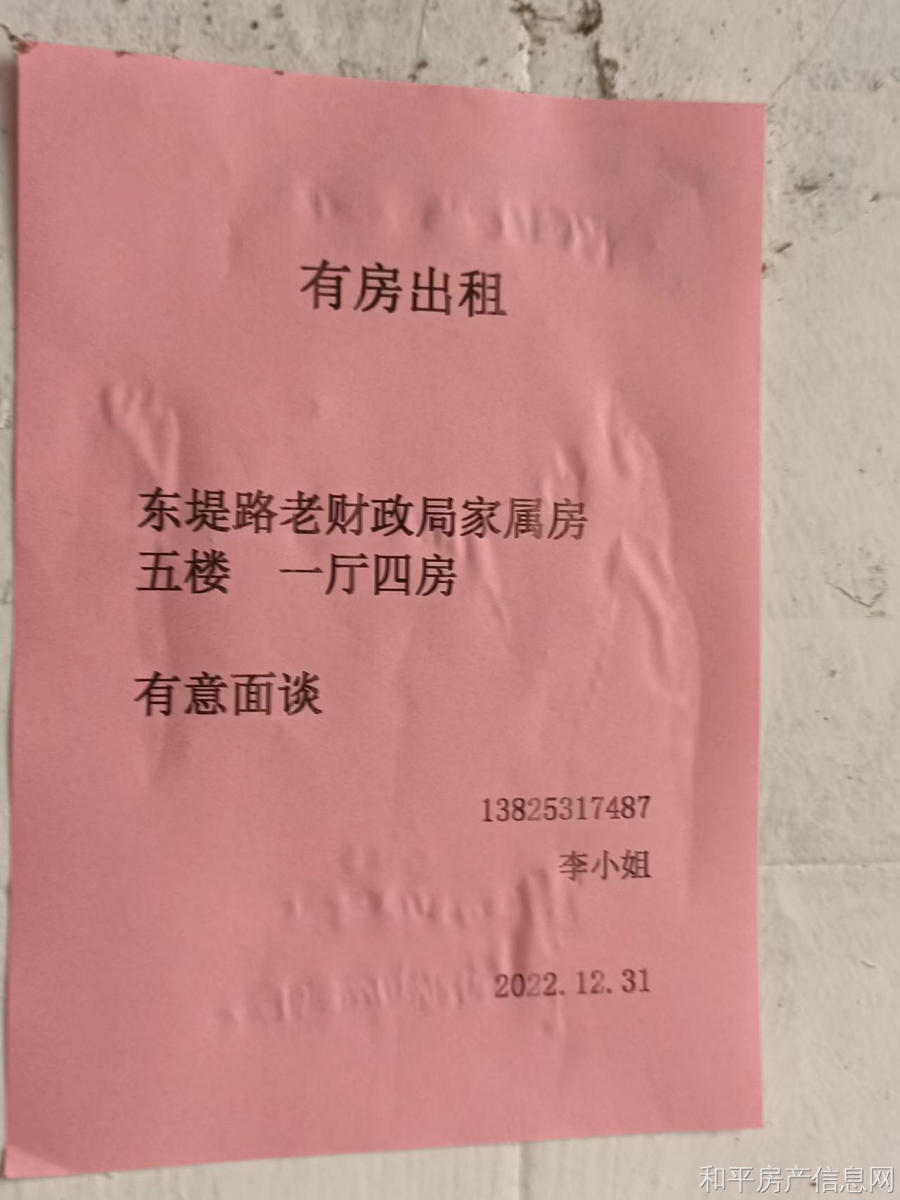 有房出租
东堤路老财政局家属房
五楼　一厅四房
有意面谈
13825317487
李小姐
2022.12.31
和平房产信息网